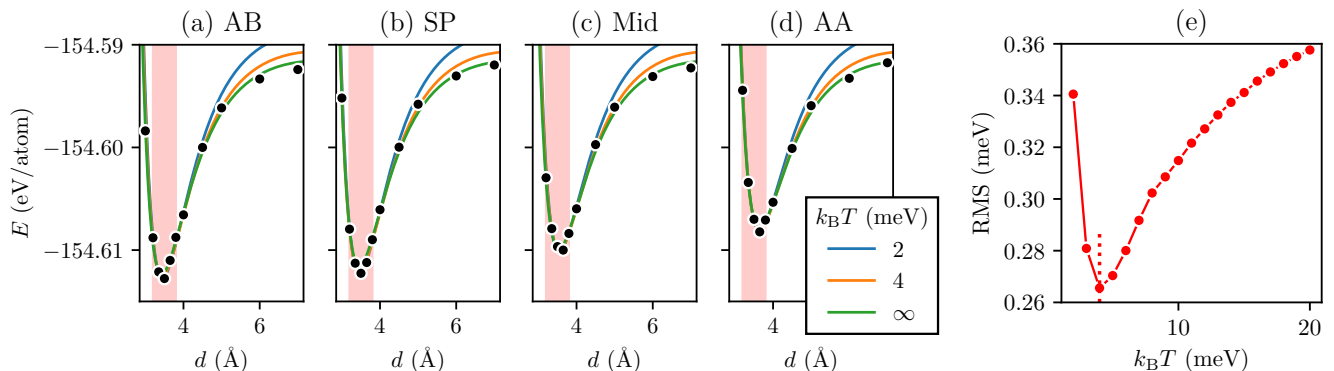 (a) AB
(b) SP
(c) Mid
(d) AA
(e)
E (eV/atom)
−154.59
−154.60
−154.61
4
6
d (Å)
4
6
d (Å)
4
6
d (Å)
4
d (Å)
k_BT (meV)
2
4
∞
RMS (meV)
0.36
0.34
0.32
0.30
0.28
0.26
10
20
k_BT (meV)